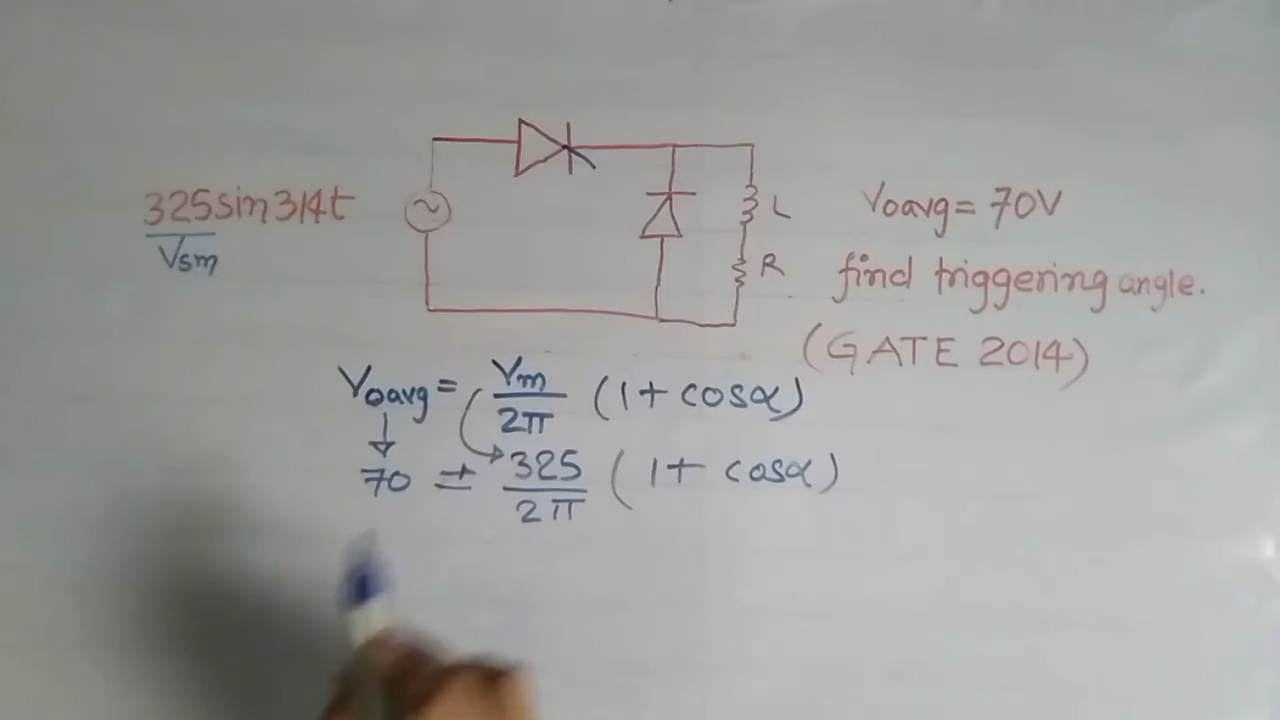 325sin314t
Vsm
L
R
Voavg = 70V
find triggering angle.
(GATE 2014)
Voavg = Vm/2π (1 + cosα)
70 = 325/2π (1 + cosα)